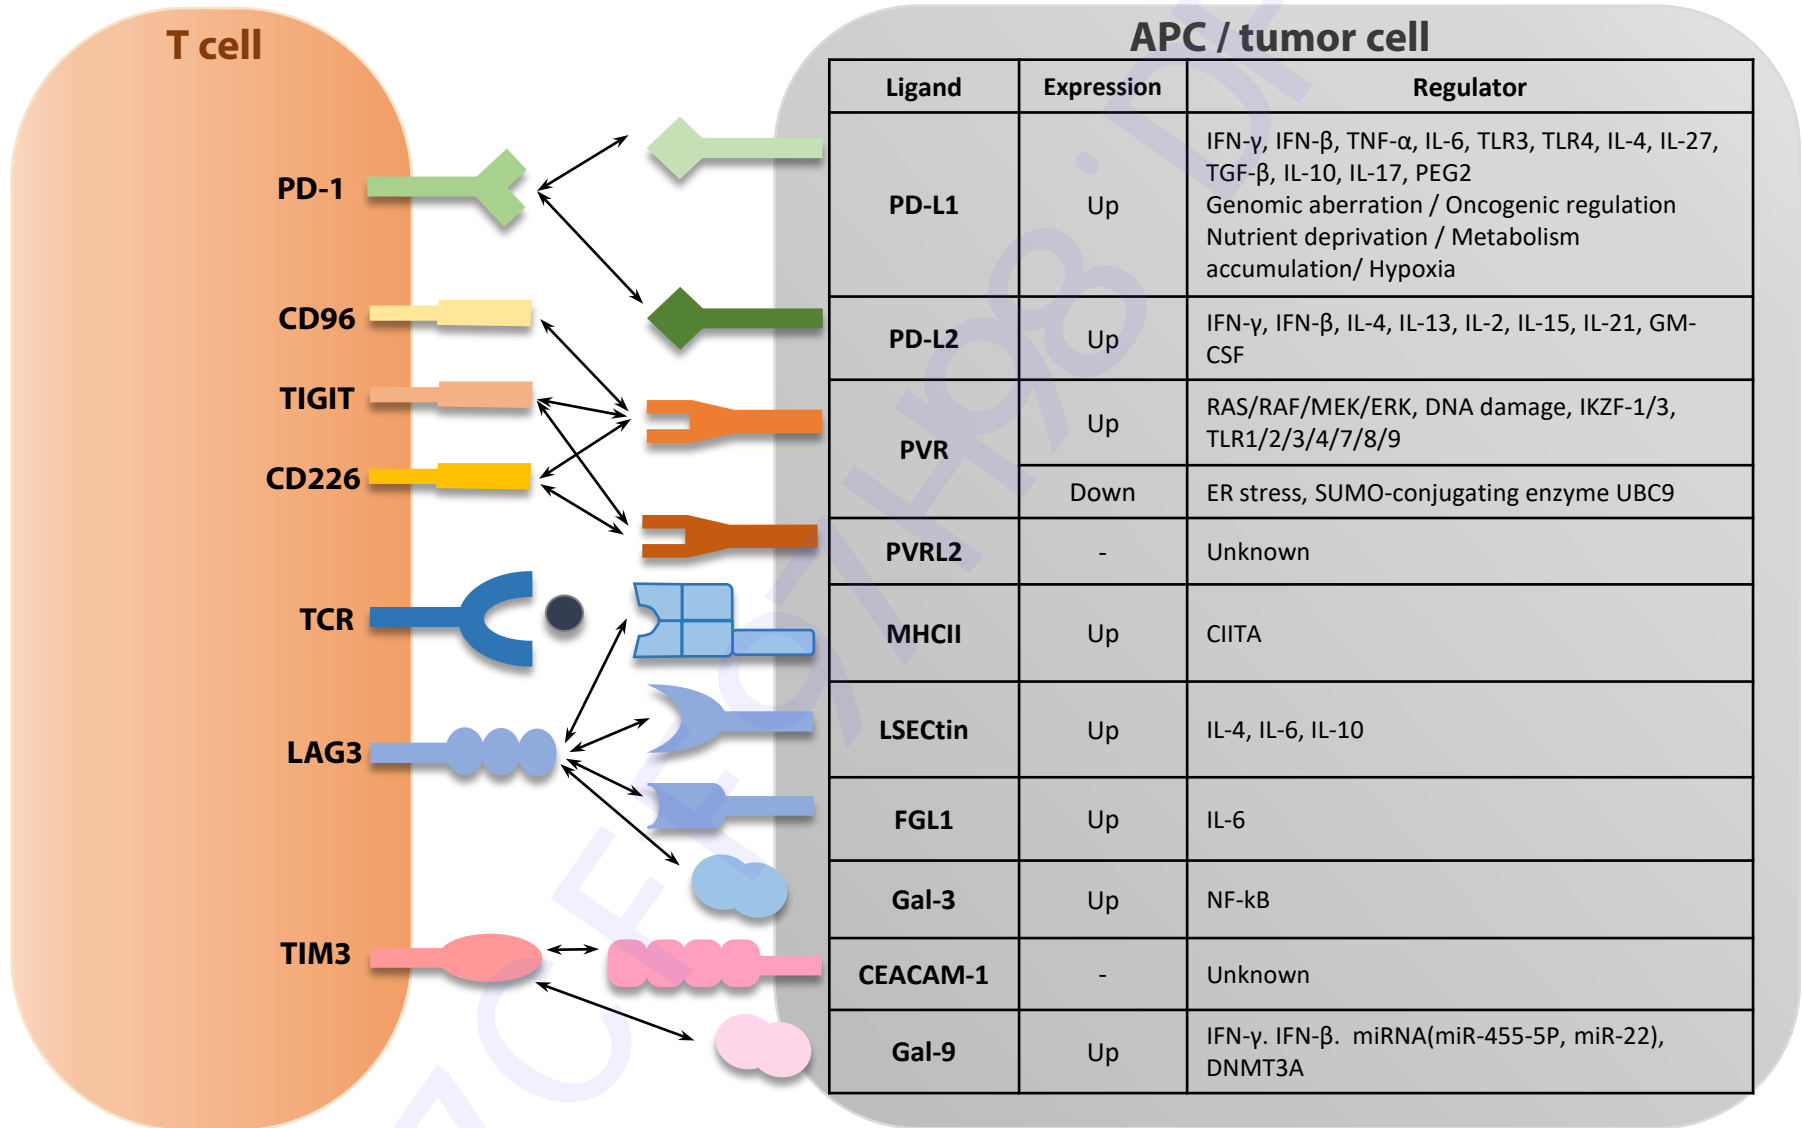 T cell
APC / tumor cell
PD-1
CD96
TIGIT
CD226
TCR
LAG3
TIM3
Ligand Expression Regulator
PD-L1 Up IFN-γ, IFN-β, TNF-α, IL-6, TLR3, TLR4, IL-4, IL-27,
TGF-β, IL-10, IL-17, PEG2
Genomic aberration / Oncogenic regulation
Nutrient deprivation / Metabolism
accumulation/ Hypoxia
PD-L2 Up IFN-γ, IFN-β, IL-4, IL-13, IL-2, IL-15, IL-21, GM-
CSF
PVR Up RAS/RAF/MEK/ERK, DNA damage, IKZF-1/3,
TLR1/2/3/4/7/8/9
Down ER stress, SUMO-conjugating enzyme UBC9
PVRL2 - Unknown
MHCII Up CIITA
LSECtin Up IL-4, IL-6, IL-10
FGL1 Up IL-6
Gal-3 Up NF-kB
CEACAM-1 - Unknown
Gal-9 Up IFN-γ. IFN-β. miRNA(miR-455-5P, miR-22),
DNMT3A